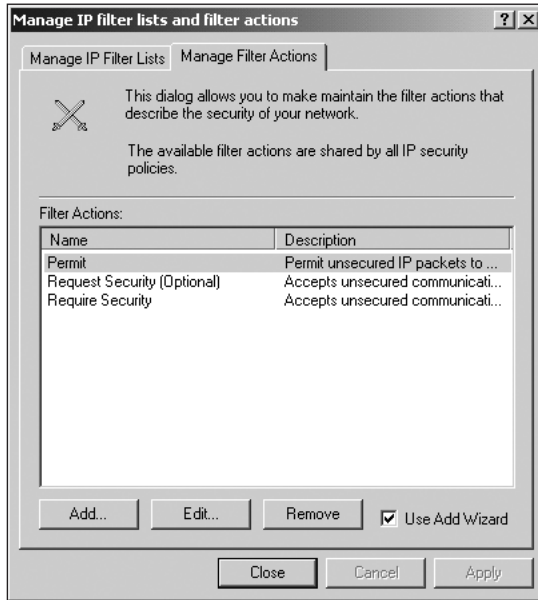 Manage IP filter lists and filter actions
Manage IP Filter Lists
Manage Filter Actions
This dialog allows you to make maintain the filter actions that
describe the security of your network.
The available filter actions are shared by all IP security
policies.
Filter Actions:
Name Description
Permit Permit unsecured IP packets to ...
Request Security (Optional) Accepts unsecured communicati...
Require Security Accepts unsecured communicati...
Add... Edit... Remove Use Add Wizard
Close Cancel Apply